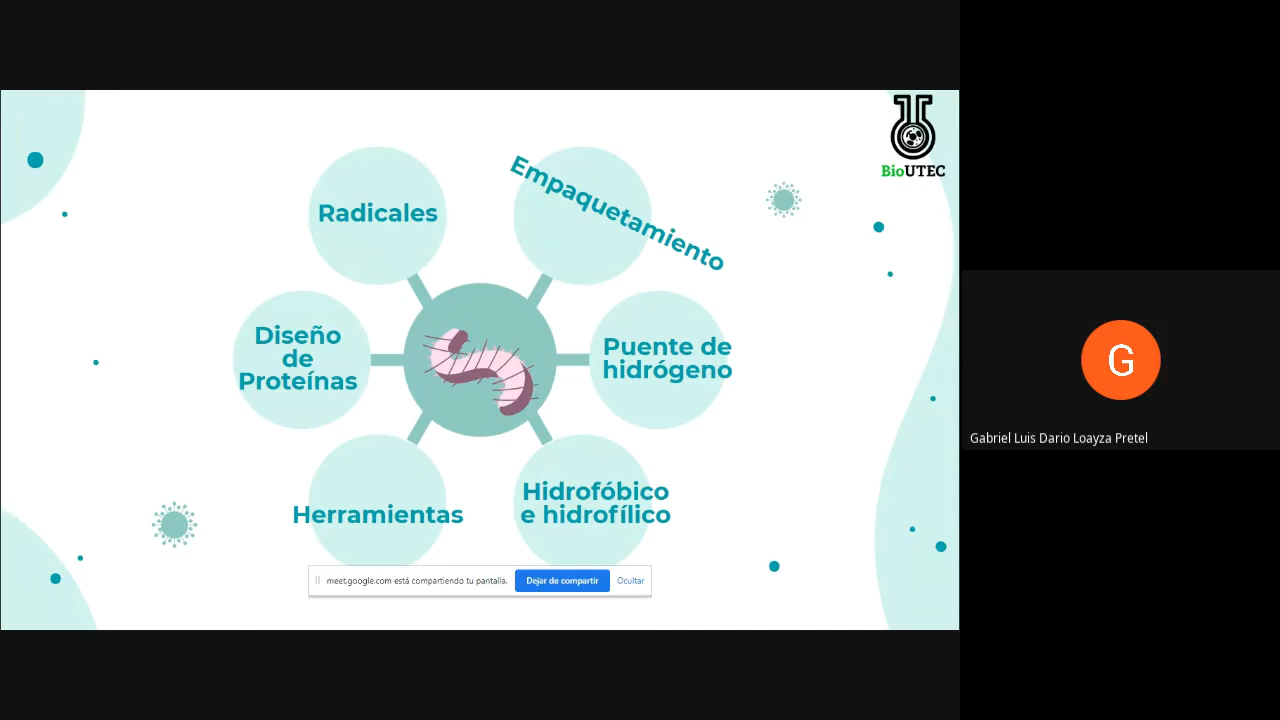 BioUTEC
Radicales
Empaquetamiento
Diseño
de
Proteínas
Puente de
hidrógeno
Herramientas
Hidrofóbico
e hidrofílico
meet.google.com está compartiendo tu pantalla.
Dejar de compartir
Ocultar
G
Gabriel Luis Dario Loayza Pretel